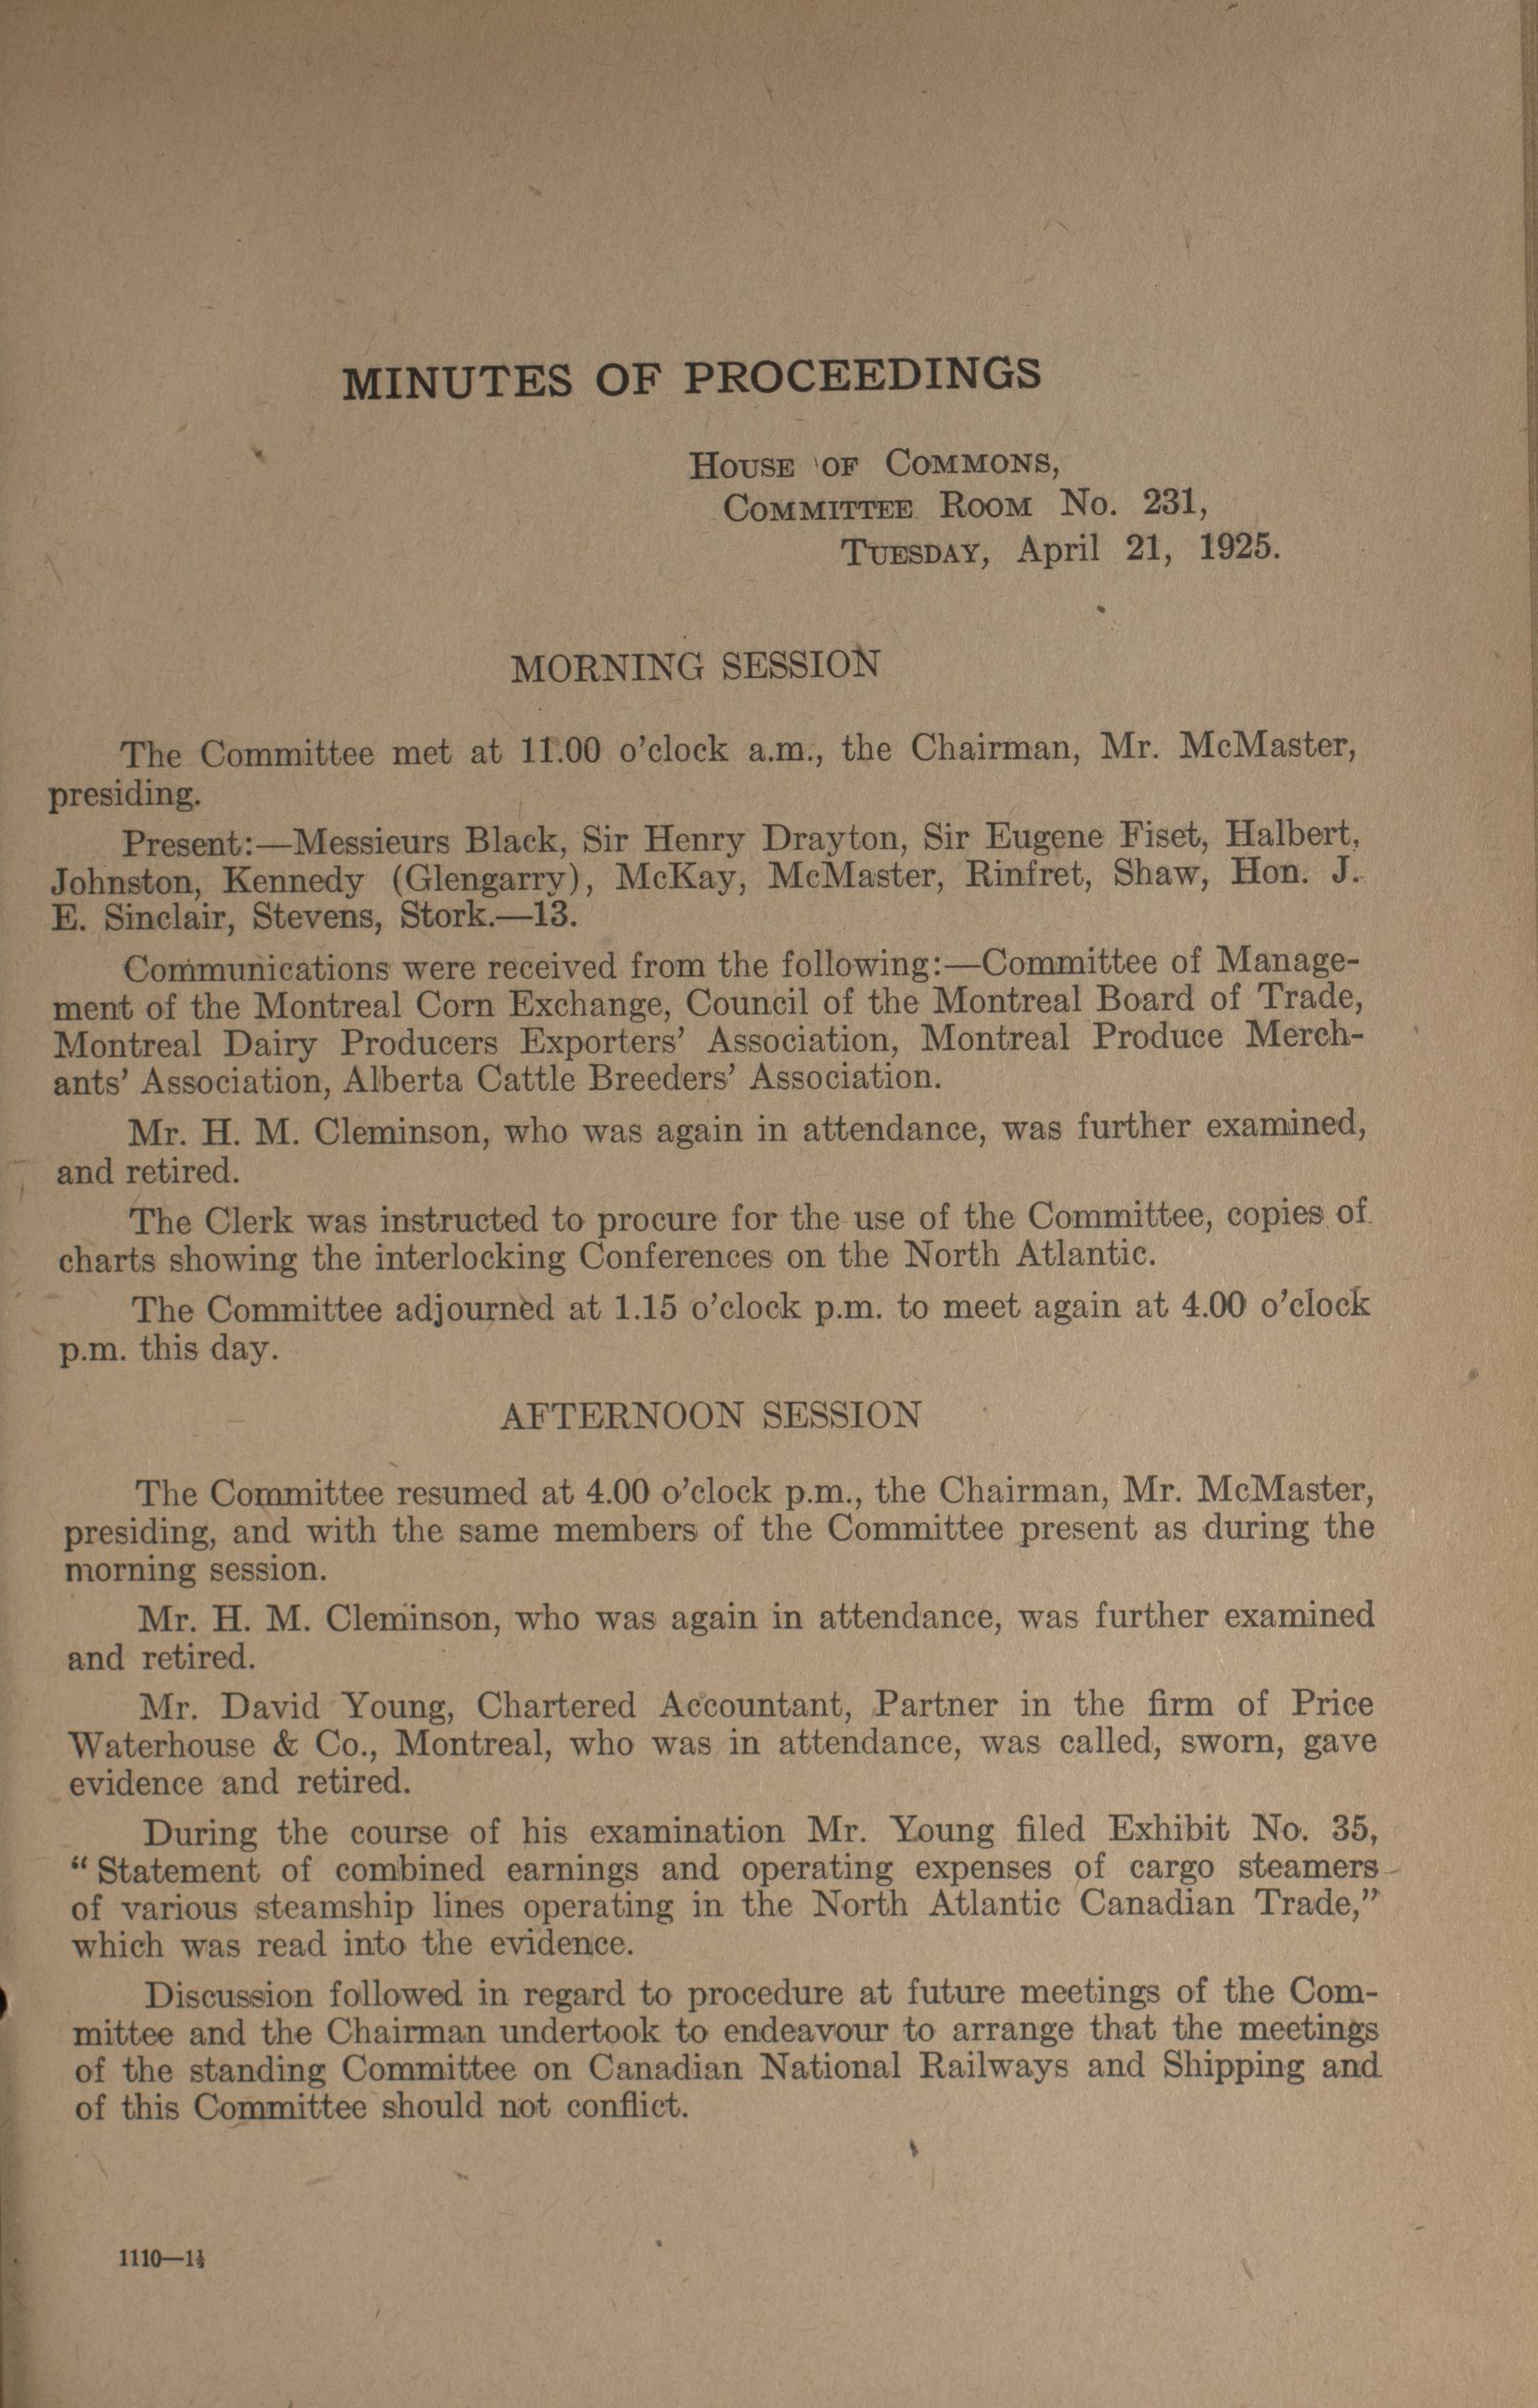 MINUTES OF PROCEEDINGS
HOUSE OF COMMONS,
COMMITTEE ROOM No. 231,
TUESDAY, April 21, 1925.
MORNING SESSION
The Committee met at 11.00 o'clock a.m., the Chairman, Mr. McMaster,
presiding.
Present:—Messieurs Black, Sir Henry Drayton, Sir Eugene Fiset, Halbert,
Johnston, Kennedy (Glengarry), McKay, McMaster, Rinfret, Shaw, Hon. J.
E. Sinclair, Stevens, Stork.—13.
Communications were received from the following:—Committee of Manage-
ment of the Montreal Corn Exchange, Council of the Montreal Board of Trade,
Montreal Dairy Producers Exporters' Association, Montreal Produce Merch-
ants' Association, Alberta Cattle Breeders' Association.
Mr. H. M. Cleminson, who was again in attendance, was further examined,
and retired.
The Clerk was instructed to procure for the use of the Committee, copies of
charts showing the interlocking Conferences on the North Atlantic.
The Committee adjourned at 1.15 o'clock p.m. to meet again at 4.00 o'clock
p.m. this day.
AFTERNOON SESSION
The Committee resumed at 4.00 o'clock p.m., the Chairman, Mr. McMaster,
presiding, and with the same members of the Committee present as during the
morning session.
Mr. H. M. Cleminson, who was again in attendance, was further examined
and retired.
Mr. David Young, Chartered Accountant, Partner in the firm of Price
Waterhouse & Co., Montreal, who was in attendance, was called, sworn, gave
evidence and retired.
During the course of his examination Mr. Young filed Exhibit No. 35,
“Statement of combined earnings and operating expenses of cargo steamers
of various steamship lines operating in the North Atlantic Canadian Trade,”
which was read into the evidence.
Discussion followed in regard to procedure at future meetings of the Com-
mittee and the Chairman undertook to endeavour to arrange that the meetings
of the standing Committee on Canadian National Railways and Shipping and
of this Committee should not conflict.
1110—1½